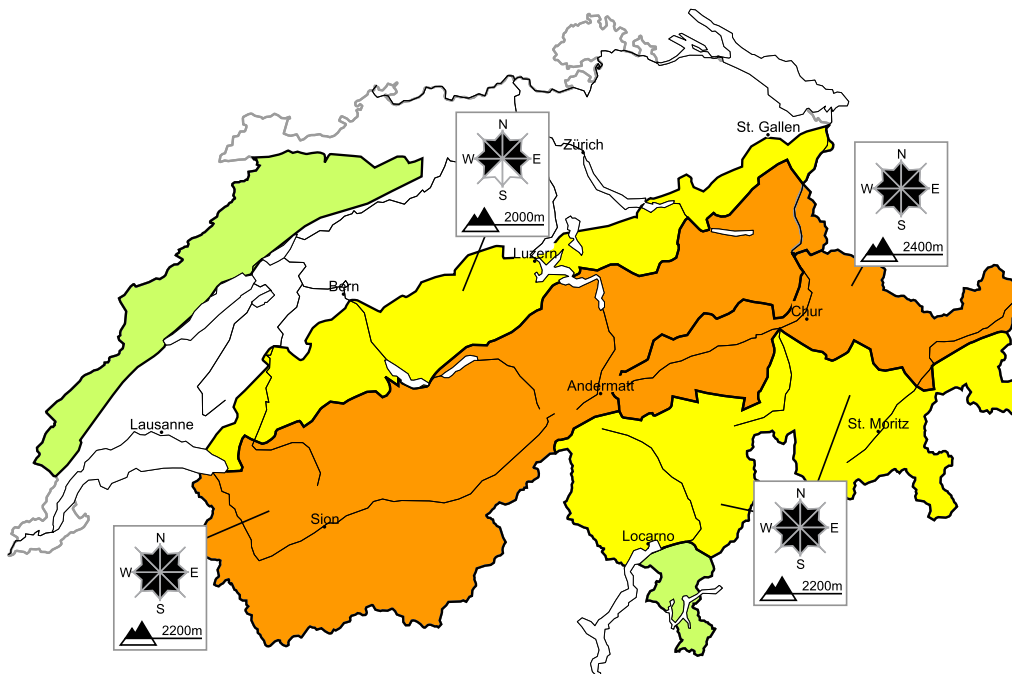 N
W E
S
2000m
Zürich
St. Gallen
N
W E
S
2400m
Luzern
Bern
Chur
Andermatt
Lausanne
St. Moritz
Sion
Locarno
N
W E
S
2200m
N
W E
S
2200m